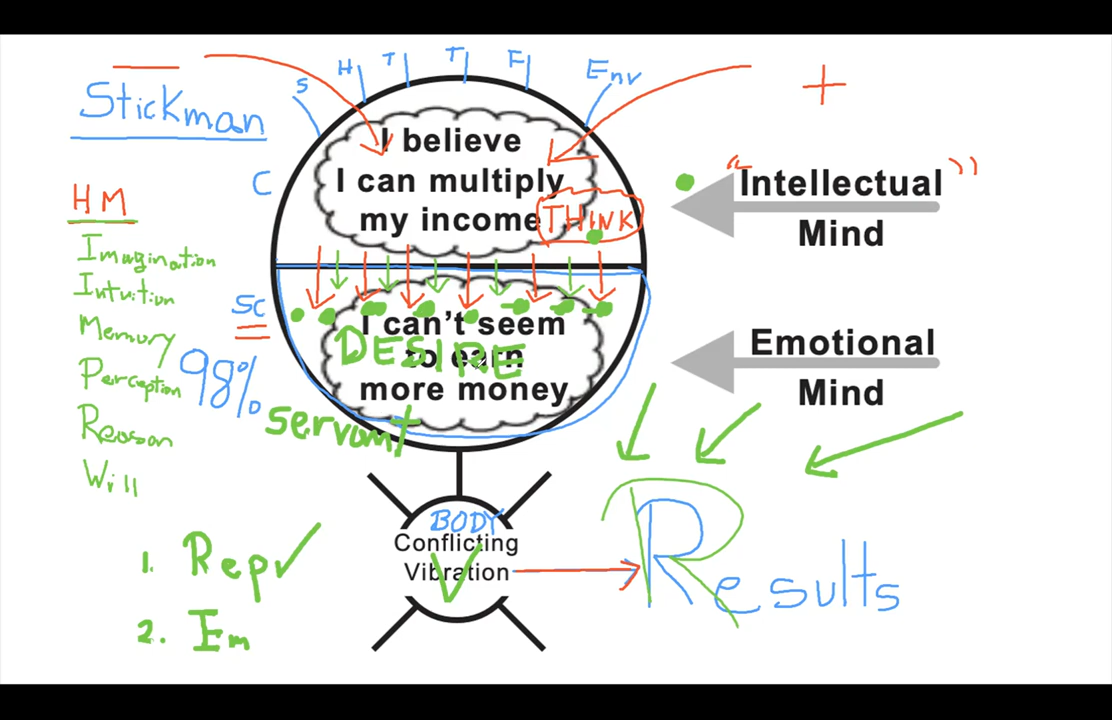 Stickman
S H T T F Env
+
I believe
I can multiply
my income
THINK
C
"Intellectual"
Mind
HM
Imagination
Intuition
Memory
Perception
Reason
Will
SC
98%
I can't seem
to earn
more money
DESIRE
servant
Emotional
Mind
BODY
Conflicting
Vibration
V
Results
1. Rep✓
2. Em